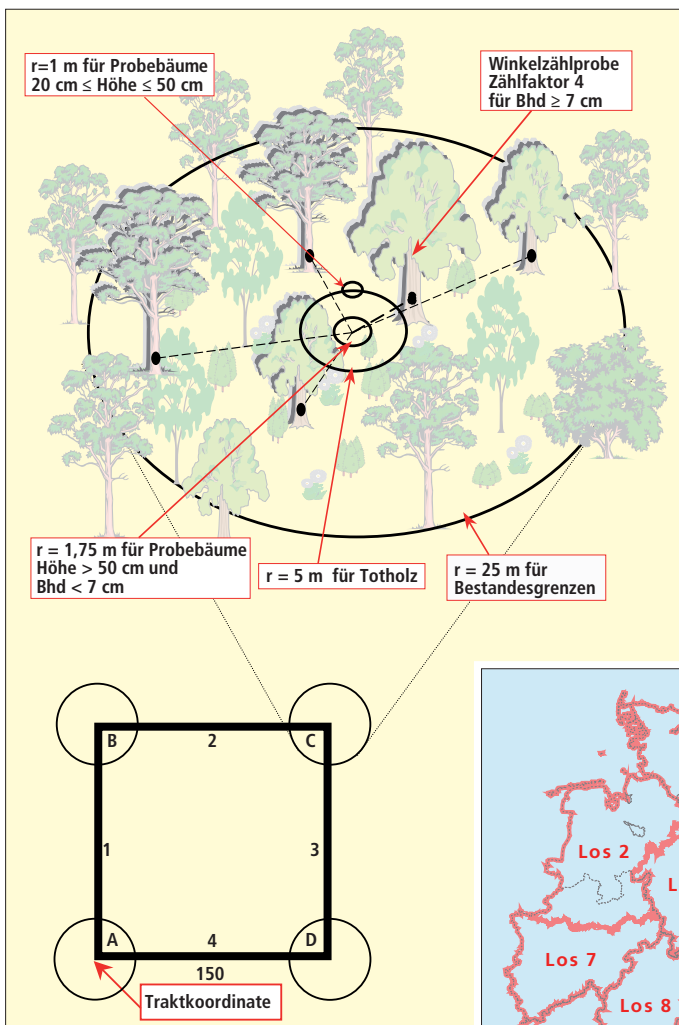 r=1 m für Probebäume
20 cm ≤ Höhe ≤ 50 cm
Winkelzählprobe
Zählfaktor 4
für Bhd ≥ 7 cm
r = 1,75 m für Probebäume
Höhe > 50 cm und
Bhd < 7 cm
r = 5 m für Totholz
r = 25 m für
Bestandesgrenzen
B
2
C
1
3
A
4
D
150
Traktkoordinate
Los 2
L
Los 7
Los 8